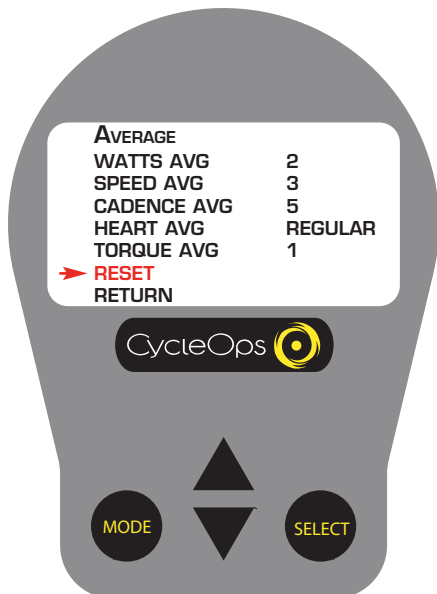 AVERAGE
WATTS AVG 2
SPEED AVG 3
CADENCE AVG 5
HEART AVG REGULAR
TORQUE AVG 1
RESET
RETURN
CycleOps
MODE
SELECT